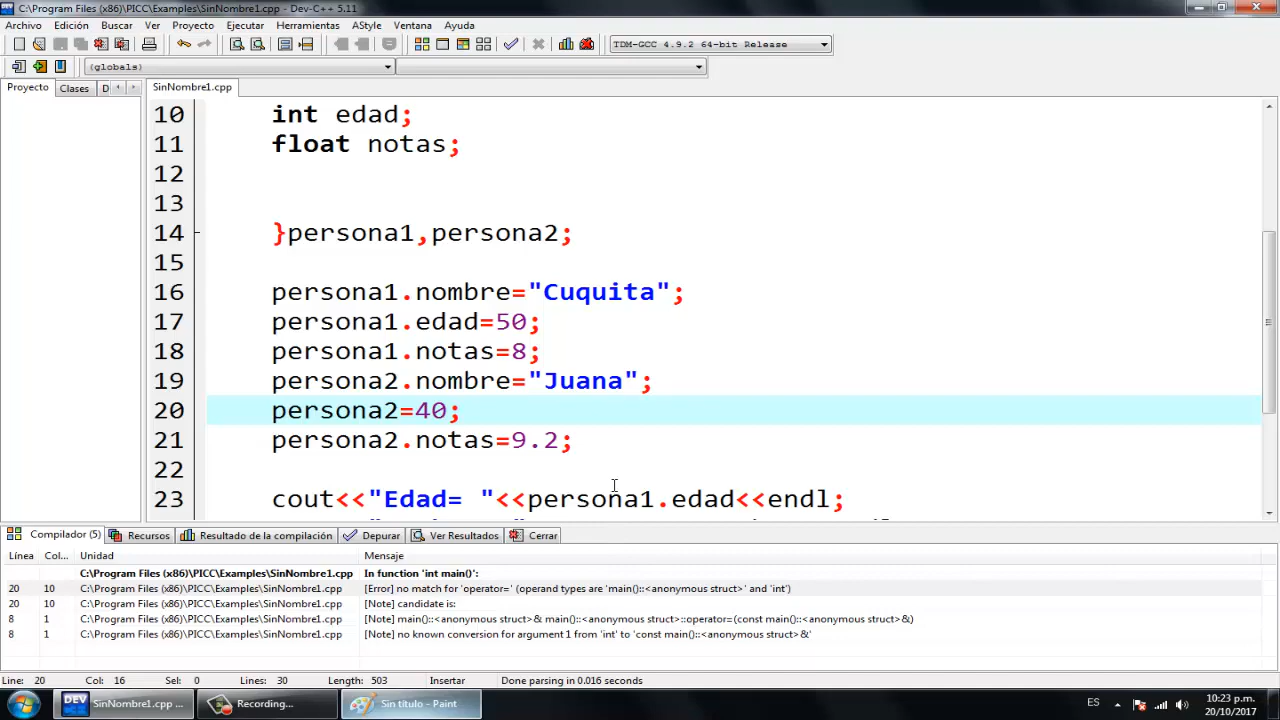 C:\Program Files (x86)\PICC\Examples\SinNombre1.cpp - Dev-C++ 5.11
Archivo Edición Buscar Ver Proyecto Ejecutar Herramientas AStyle Ventana Ayuda
TDM-GCC 4.9.2 64-bit Release
(globals)
Proyecto Clases D
SinNombre1.cpp
10 int edad;
11 float notas;
12
13
14 }persona1,persona2;
15
16 persona1.nombre="Cuquita";
17 persona1.edad=50;
18 persona1.notas=8;
19 persona2.nombre="Juana";
20 persona2=40;
21 persona2.notas=9.2;
22
23 cout<<"Edad= "<<persona1.edad<<endl;
Compilador Recursos Resultado de la compilación Depurar Ver Resultados Cerrar
Línea Col... Unidad Mensaje
C:\Program Files (x86)\PICC\Examples\SinNombre1.cpp In function 'int main()':
20 10 C:\Program Files (x86)\PICC\Examples\SinNombre1.cpp [Error] no match for 'operator=' (operand types are 'main()::<anonymous struct>' and 'int')
20 10 C:\Program Files (x86)\PICC\Examples\SinNombre1.cpp [Note] candidate is:
8 1 C:\Program Files (x86)\PICC\Examples\SinNombre1.cpp [Note] main()::<anonymous struct>& main()::<anonymous struct>::operator=(const main()::<anonymous struct>&)
8 1 C:\Program Files (x86)\PICC\Examples\SinNombre1.cpp [Note] no known conversion for argument 1 from 'int' to 'const main()::<anonymous struct>&'
Line: 20 Col: 16 Sel: 0 Lines: 30 Length: 503 Insertar Done parsing in 0.016 seconds
DEV SinNombre1.cpp ... Recording... Sin título - Paint ES 10:23 p.m.
20/10/2017